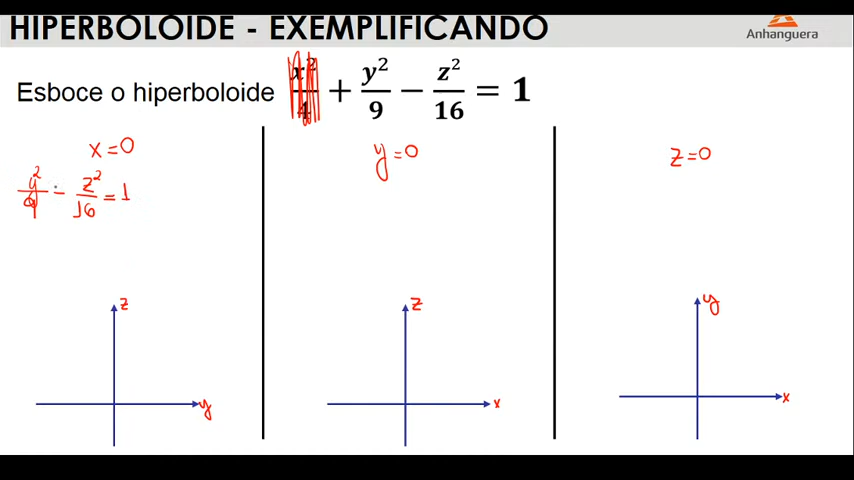 HIPERBOLOIDE - EXEMPLIFICANDO
Anhanguera
Esboce o hiperboloide x²/4 + y²/9 − z²/16 = 1
x=0
y=0
z=0
y²/9 − z²/16 = 1
z
z
y
y
x
x